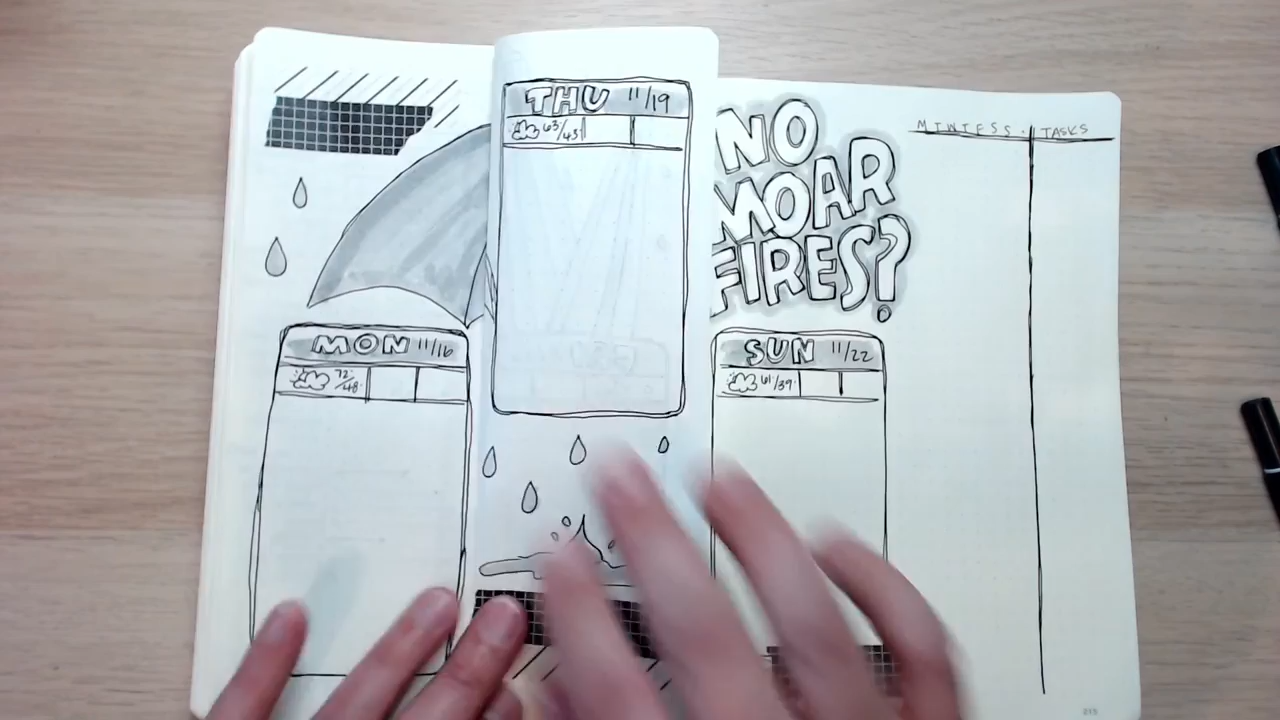 THU 11/19
63/43
NO
MOAR
FIRES?
M T W T F S S . TASKS
MON 11/16
72/48
SUN 11/22
61/39